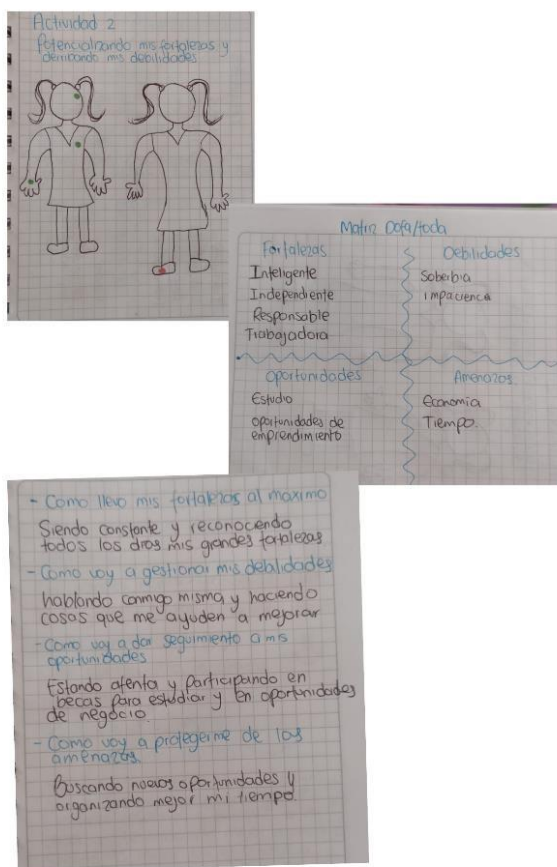 Actividad 2
Potencializando mis fortalezas y
derribando mis debilidades
Matriz Dofa/foda
Fortalezas
Inteligente
Independiente
Responsable
Trabajadora
Debilidades
Soberbia
impaciencia
Oportunidades
Estudio
oportunidades de
emprendimiento
Amenazas
Economia
Tiempo.
- Como llevo mis fortalezas al maximo
Siendo constante y reconociendo
todos los dias mis grandes fortalezas
- Como voy a gestionar mis debilidades
hablando conmigo misma, y haciendo
cosas que me ayuden a mejorar
- Como voy a dar seguimiento a mis
oportunidades
Estando atenta y participando en
becas para estudiar y en oportunidades
de negocio.
- Como voy a protegerme de las
amenazas.
Buscando nuevas oportunidades y
organizando mejor mi tiempo.